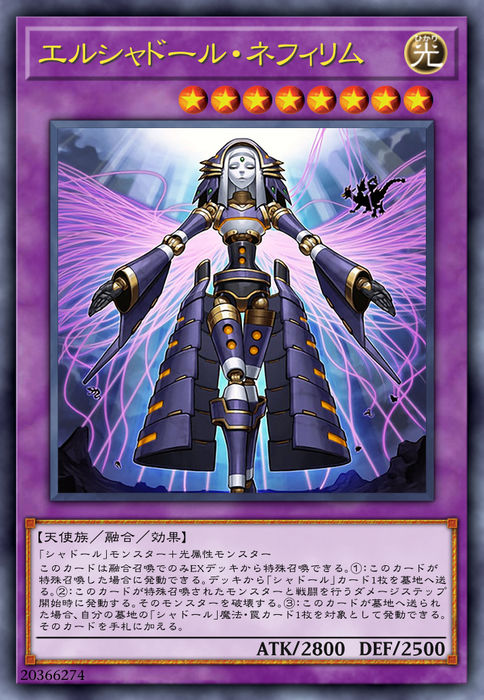 エルシャドール・ネフィリム
ひかり
光
【天使族／融合／効果】
「シャドール」モンスター＋光属性モンスター
このカードは融合召喚でのみEXデッキから特殊召喚できる。①：このカードが
特殊召喚した場合に発動できる。デッキから「シャドール」カード1枚を墓地へ送
る。②：このカードが特殊召喚されたモンスターと戦闘を行うダメージステップ
開始時に発動する。そのモンスターを破壊する。③：このカードが墓地へ送られ
た場合、自分の墓地の「シャドール」魔法・罠カード1枚を対象として発動できる。
そのカードを手札に加える。
ATK/2800 DEF/2500
20366274